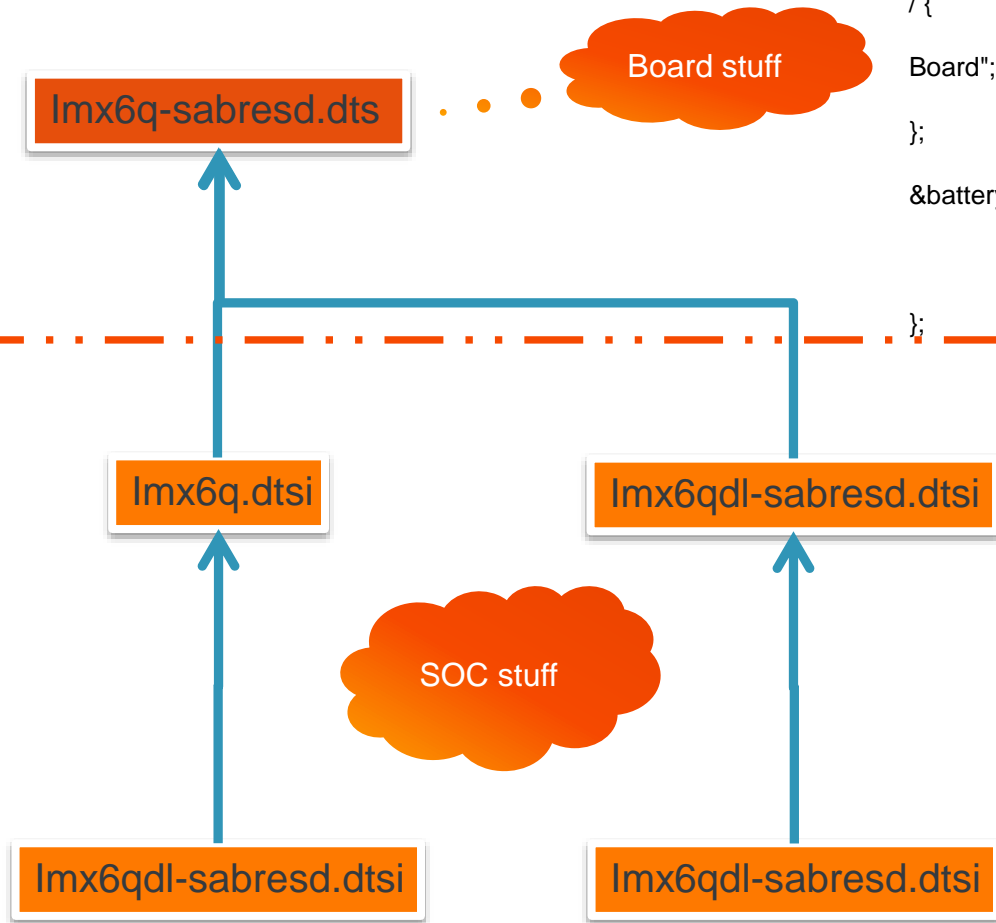 / {
Board stuff
Board";
Imx6q-sabresd.dts
};
&battery
};
Imx6q.dtsi
Imx6qdl-sabresd.dtsi
SOC stuff
Imx6qdl-sabresd.dtsi
Imx6qdl-sabresd.dtsi